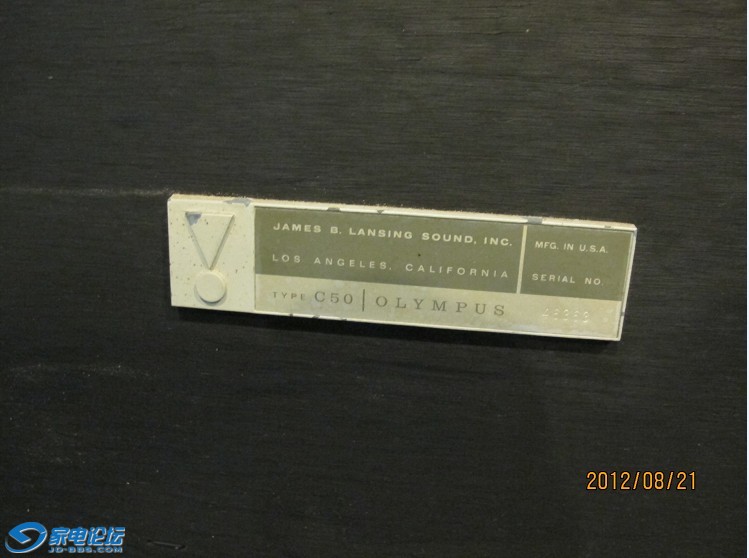 JAMES B. LANSING SOUND, INC.
LOS ANGELES, CALIFORNIA
MFG. IN U.S.A.
SERIAL NO.
TYPE C50 | OLYMPUS
2012/08/21
家电论坛
JD-BBS.COM